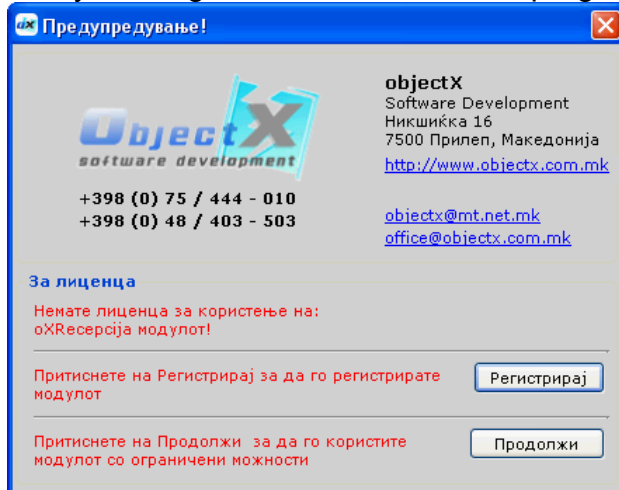 Предупредување!
ObjectX
software development
+398 (0) 75 / 444 - 010
+398 (0) 48 / 403 - 503
objectX
Software Development
Никшиќка 16
7500 Прилеп, Македонија
http://www.objectx.com.mk
objectx@mt.net.mk
office@objectx.com.mk
За лиценца
Немате лиценца за користење на:
oXRecepcija модулот!
Притиснете на Регистрирај за да го регистрирате
модулот
Регистрирај
Притиснете на Продолжи за да го користите
модулот со ограничени можности
Продолжи